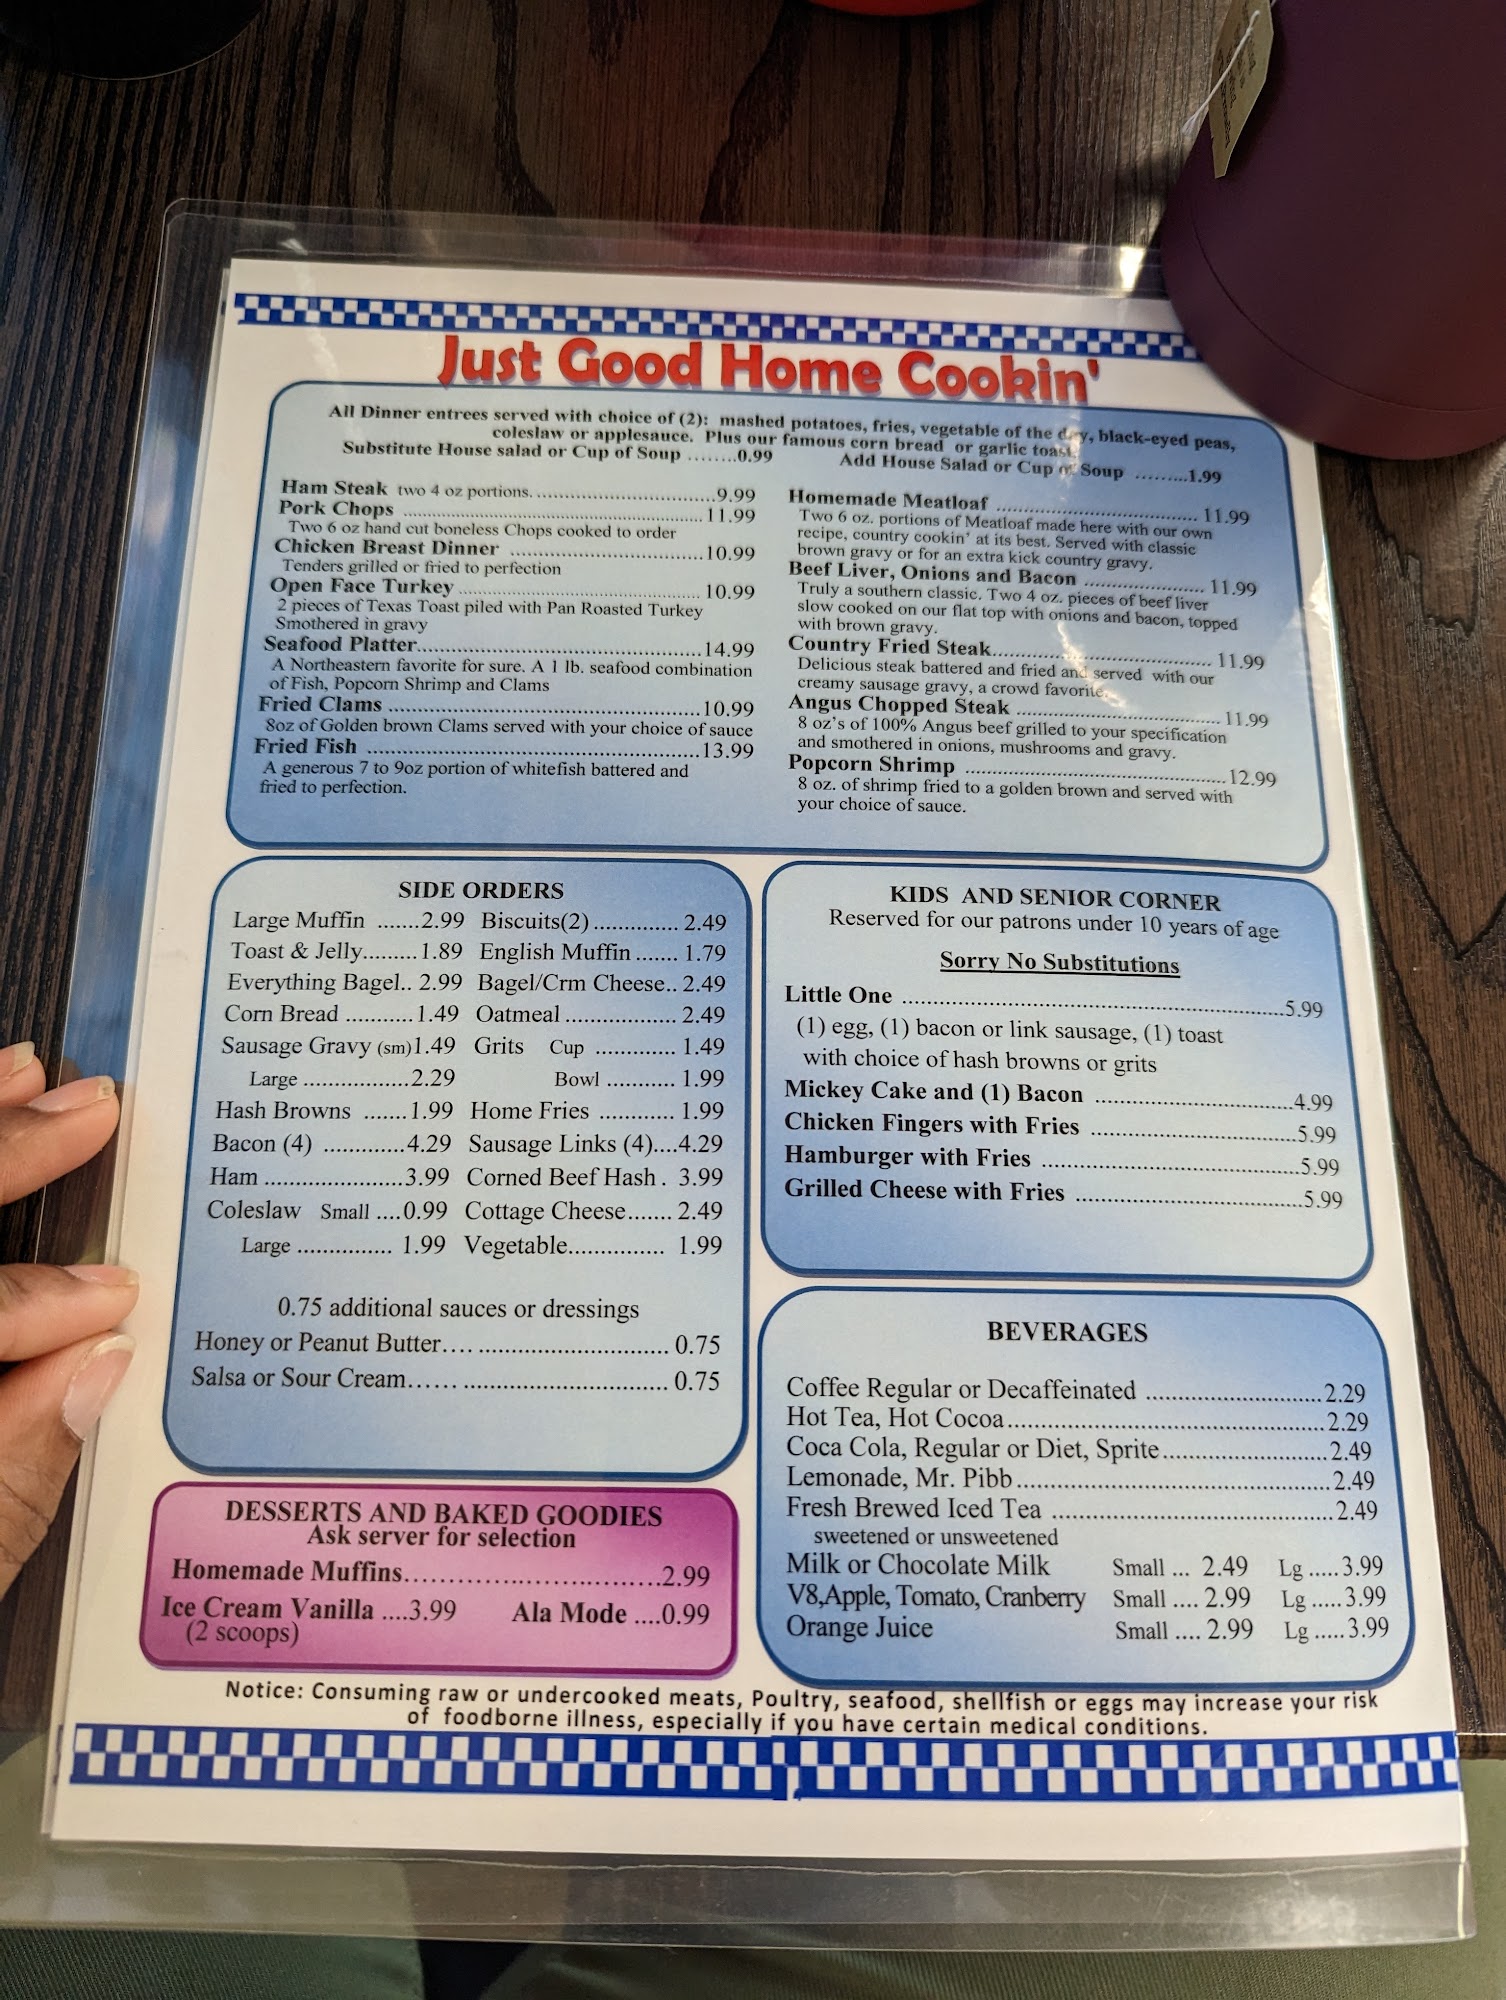 Just Good Home Cookin'
All Dinner entrees served with choice of (2): mashed potatoes, fries, vegetable of the day, black-eyed peas,
coleslaw or applesauce. Plus our famous corn bread or garlic toast.
Substitute House salad or Cup of Soup ........0.99 Add House Salad or Cup of Soup .........1.99
Ham Steak two 4 oz portions. ......................................9.99
Pork Chops ................................................................11.99
Two 6 oz hand cut boneless Chops cooked to order
Chicken Breast Dinner .........................................10.99
Tenders grilled or fried to perfection
Open Face Turkey .................................................... 10.99
2 pieces of Texas Toast piled with Pan Roasted Turkey
Smothered in gravy
Seafood Platter............................................................14.99
A Northeastern favorite for sure. A 1 lb. seafood combination
of Fish, Popcorn Shrimp and Clams
Fried Clams .................................................................10.99
8oz of Golden brown Clams served with your choice of sauce
Fried Fish .....................................................................13.99
A generous 7 to 9oz portion of whitefish battered and
fried to perfection.
Homemade Meatloaf ........................................... 11.99
Two 6 oz. portions of Meatloaf made here with our own
recipe, country cookin' at its best. Served with classic
brown gravy or for an extra kick country gravy.
Beef Liver, Onions and Bacon ......................... 11.99
Truly a southern classic. Two 4 oz. pieces of beef liver
slow cooked on our flat top with onions and bacon, topped
with brown gravy.
Country Fried Steak............................................. 11.99
Delicious steak battered and fried and served with our
creamy sausage gravy, a crowd favorite.
Angus Chopped Steak ......................................... 11.99
8 oz's of 100% Angus beef grilled to your specification
and smothered in onions, mushrooms and gravy.
Popcorn Shrimp .....................................................12.99
8 oz. of shrimp fried to a golden brown and served with
your choice of sauce.
SIDE ORDERS
Large Muffin .......2.99 Biscuits(2) .............. 2.49
Toast & Jelly.........1.89 English Muffin ....... 1.79
Everything Bagel.. 2.99 Bagel/Crm Cheese.. 2.49
Corn Bread ..........1.49 Oatmeal .................. 2.49
Sausage Gravy (sm)1.49 Grits Cup ............. 1.49
Large ................2.29 Bowl ........... 1.99
Hash Browns .......1.99 Home Fries ............ 1.99
Bacon (4) .............4.29 Sausage Links (4)....4.29
Ham ......................3.99 Corned Beef Hash . 3.99
Coleslaw Small ....0.99 Cottage Cheese....... 2.49
Large ............... 1.99 Vegetable................ 1.99
0.75 additional sauces or dressings
Honey or Peanut Butter.... .............................. 0.75
Salsa or Sour Cream...... ................................. 0.75
KIDS AND SENIOR CORNER
Reserved for our patrons under 10 years of age
Sorry No Substitutions
Little One ..............................................................5.99
(1) egg, (1) bacon or link sausage, (1) toast
with choice of hash browns or grits
Mickey Cake and (1) Bacon ................................4.99
Chicken Fingers with Fries .................................5.99
Hamburger with Fries .........................................5.99
Grilled Cheese with Fries ....................................5.99
BEVERAGES
Coffee Regular or Decaffeinated ............................2.29
Hot Tea, Hot Cocoa..................................................2.29
Coca Cola, Regular or Diet, Sprite..........................2.49
Lemonade, Mr. Pibb..................................................2.49
Fresh Brewed Iced Tea .............................................2.49
sweetened or unsweetened
Milk or Chocolate Milk Small ... 2.49 Lg .....3.99
V8,Apple, Tomato, Cranberry Small .... 2.99 Lg .....3.99
Orange Juice Small .... 2.99 Lg .....3.99
DESSERTS AND BAKED GOODIES
Ask server for selection
Homemade Muffins................................2.99
Ice Cream Vanilla ....3.99 Ala Mode ....0.99
(2 scoops)
Notice: Consuming raw or undercooked meats, Poultry, seafood, shellfish or eggs may increase your risk
of foodborne illness, especially if you have certain medical conditions.